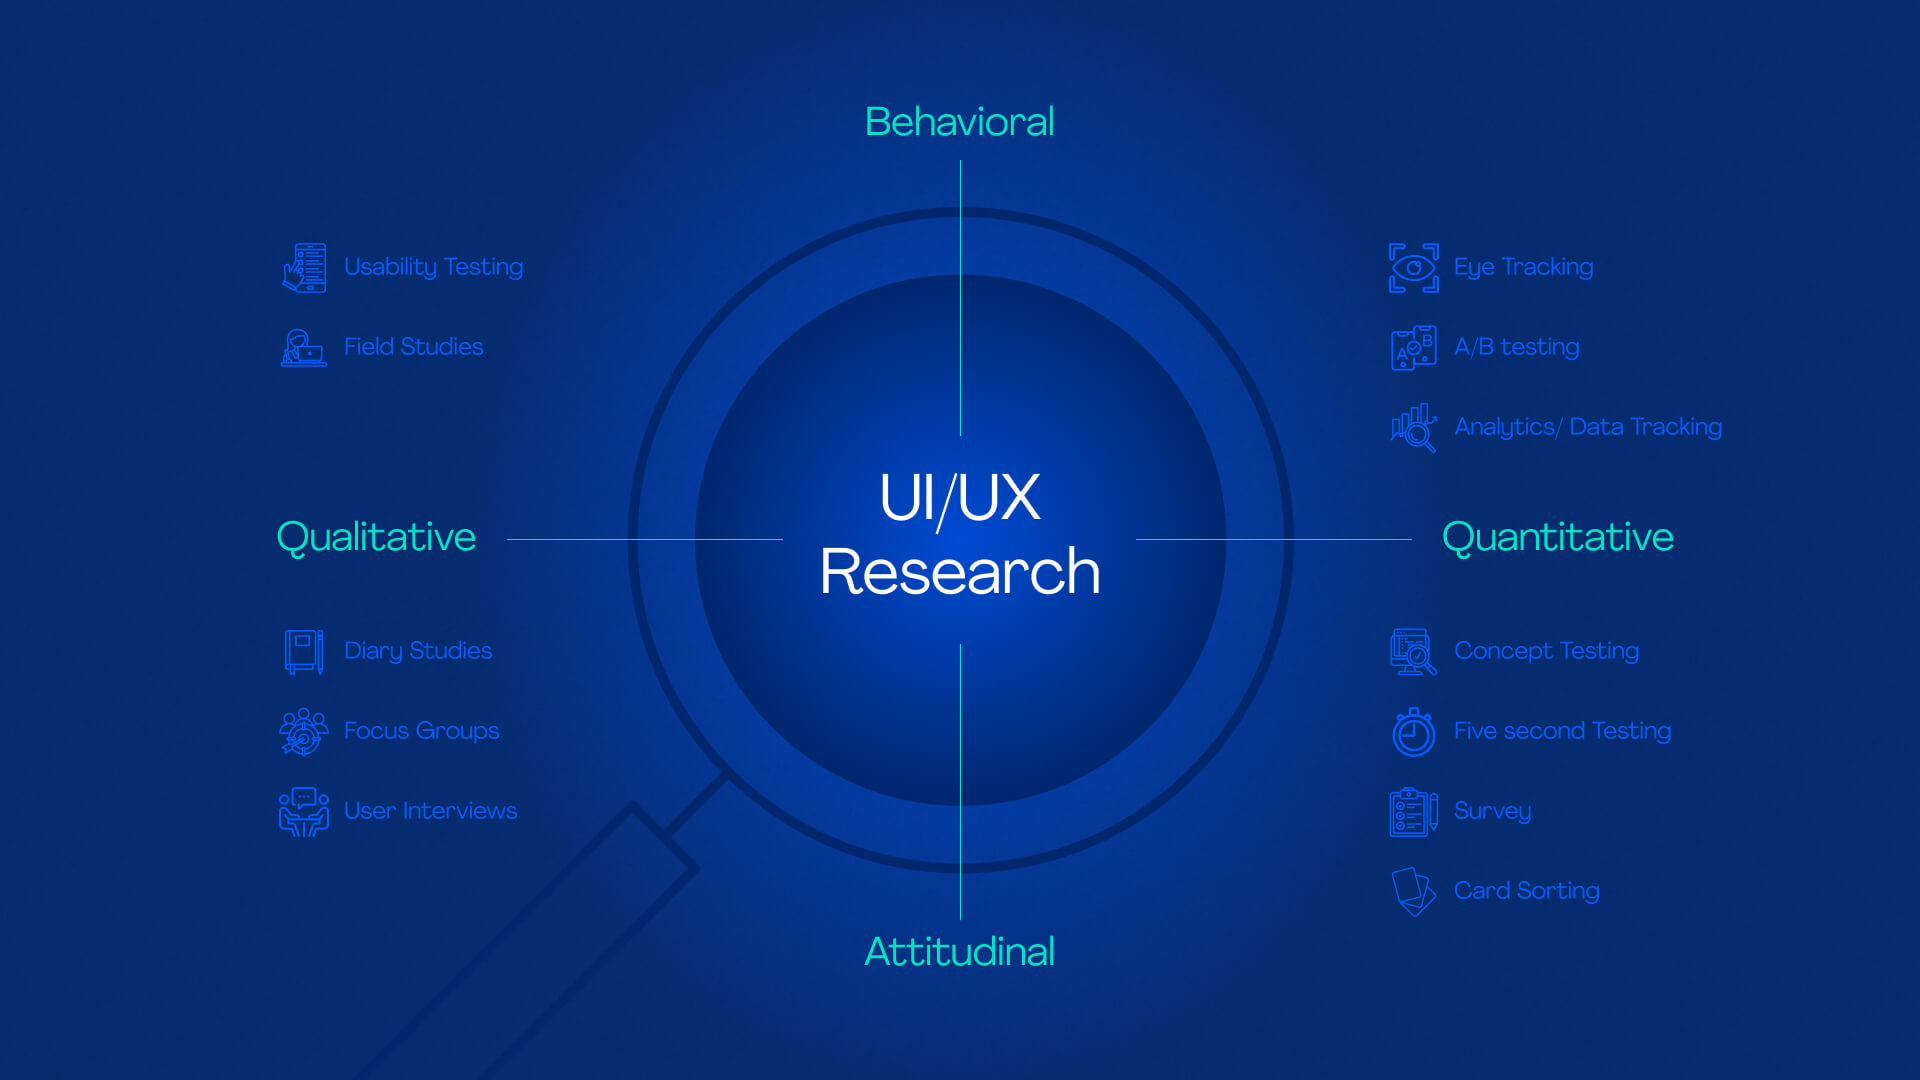 Behavioral
Usability Testing
Field Studies
Eye Tracking
A/B testing
A B
Analytics/ Data Tracking
UI/UX
Research
Qualitative
Quantitative
Diary Studies
Focus Groups
User Interviews
Concept Testing
Five second Testing
Survey
Card Sorting
Attitudinal